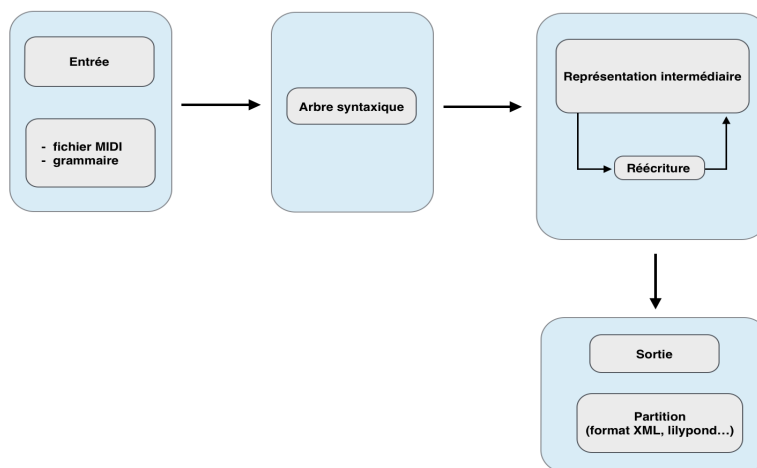 Entrée
- fichier MIDI
- grammaire
Arbre syntaxique
Représentation intermédiaire
Réécriture
Sortie
Partition
(format XML, lilypond...)